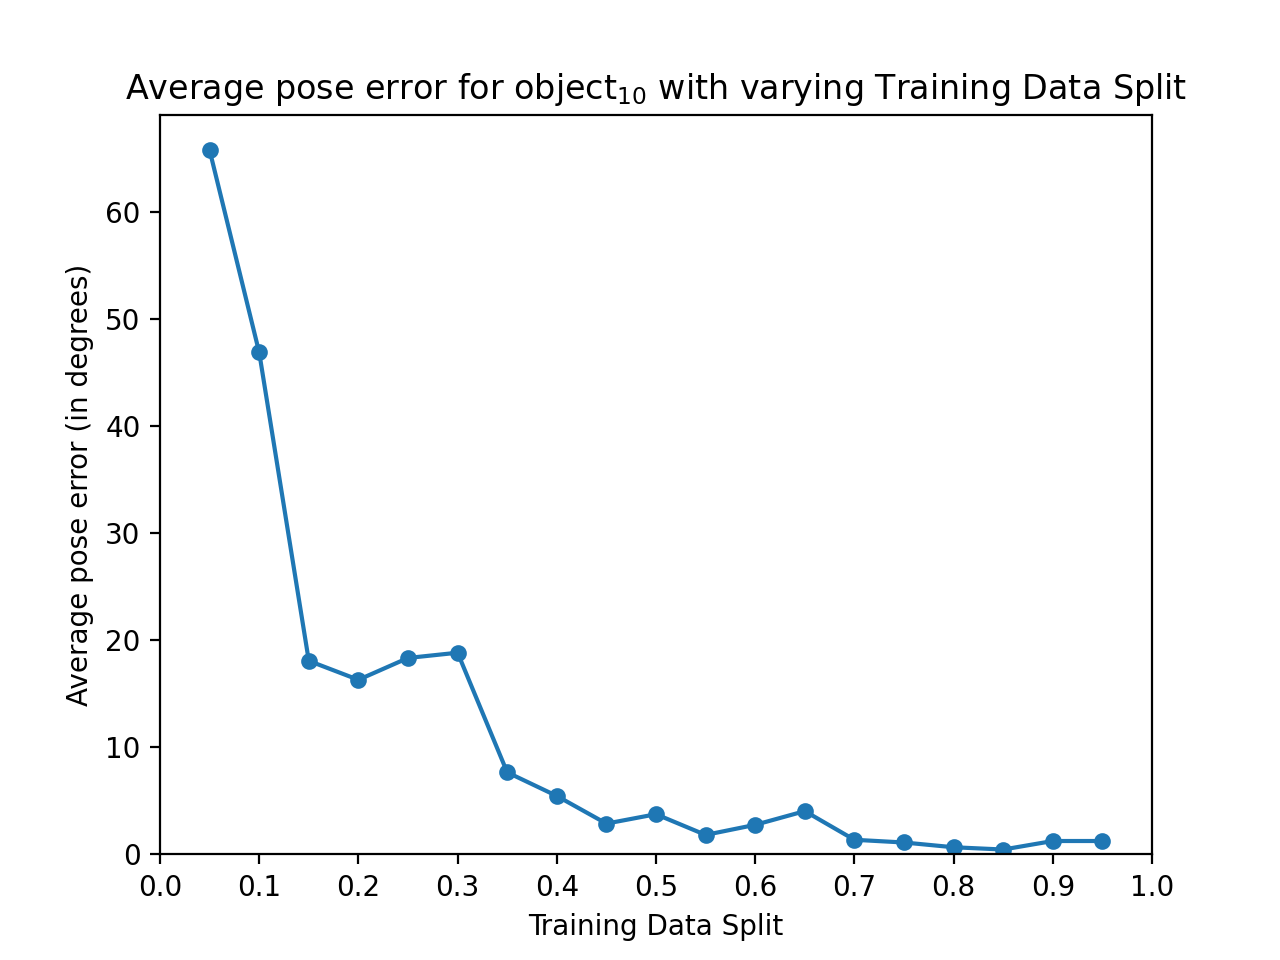 Average pose error for object₁₀ with varying Training Data Split
Average pose error (in degrees)
60
50
40
30
20
10
0
0.0 0.1 0.2 0.3 0.4 0.5 0.6 0.7 0.8 0.9 1.0
Training Data Split